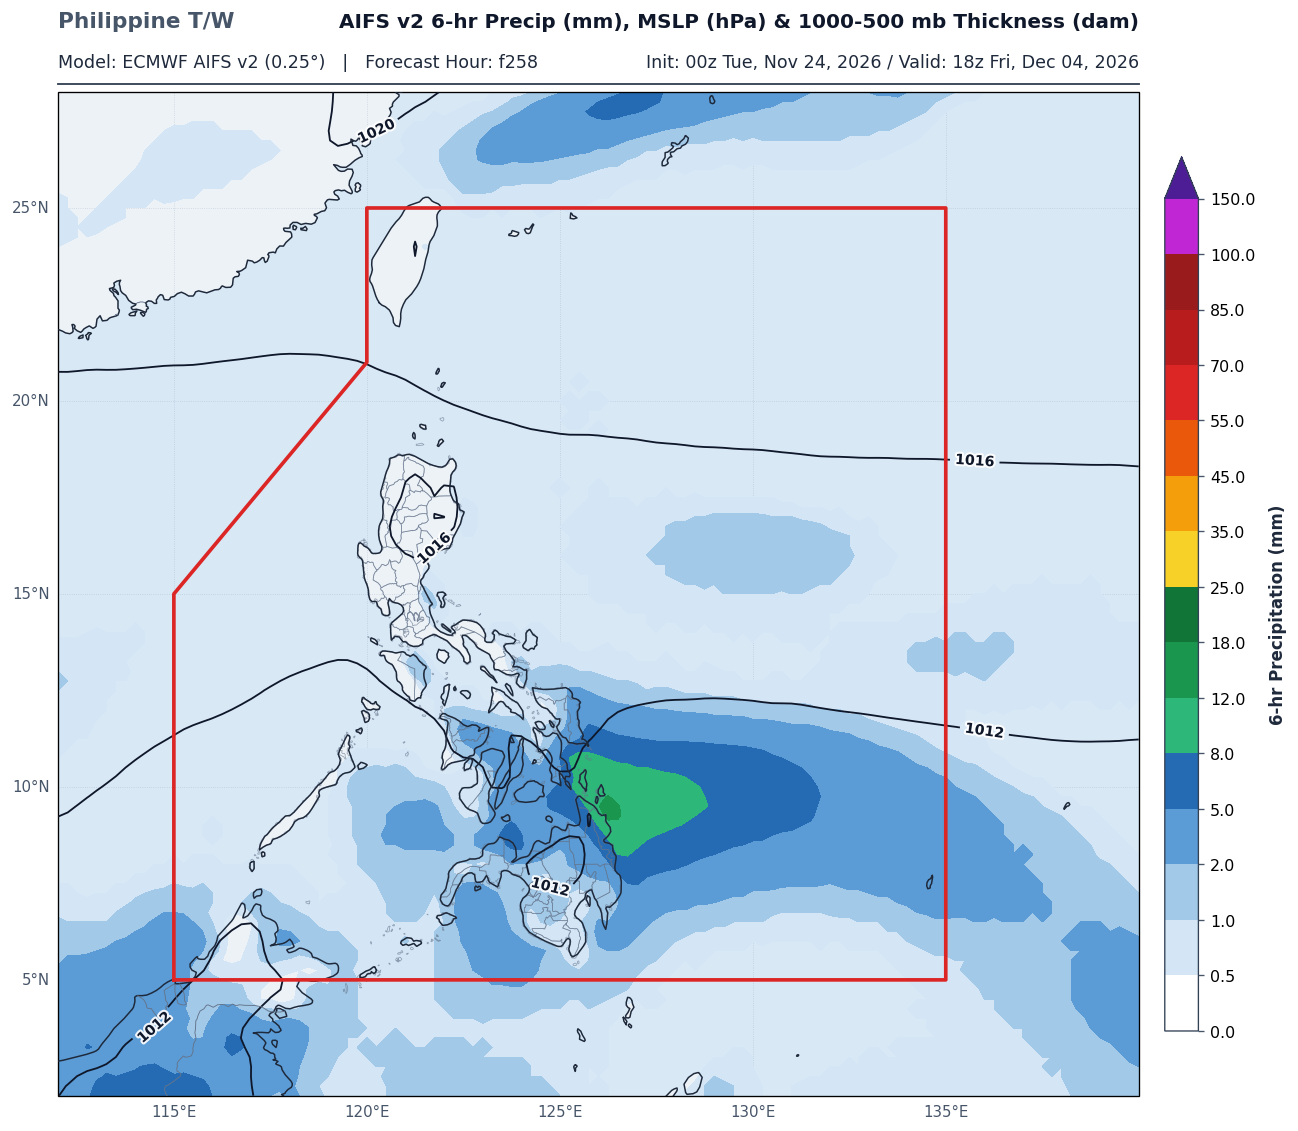 Philippine T/W
AIFS v2 6-hr Precip (mm), MSLP (hPa) & 1000-500 mb Thickness (dam)
Model: ECMWF AIFS v2 (0.25°) | Forecast Hour: f258
Init: 00z Tue, Nov 24, 2026 / Valid: 18z Fri, Dec 04, 2026
1020
1016
1016
1012
1012
1012
25°N
20°N
15°N
10°N
5°N
115°E
120°E
125°E
130°E
135°E
150.0
100.0
85.0
70.0
55.0
45.0
35.0
25.0
18.0
12.0
8.0
5.0
2.0
1.0
0.5
0.0
6-hr Precipitation (mm)